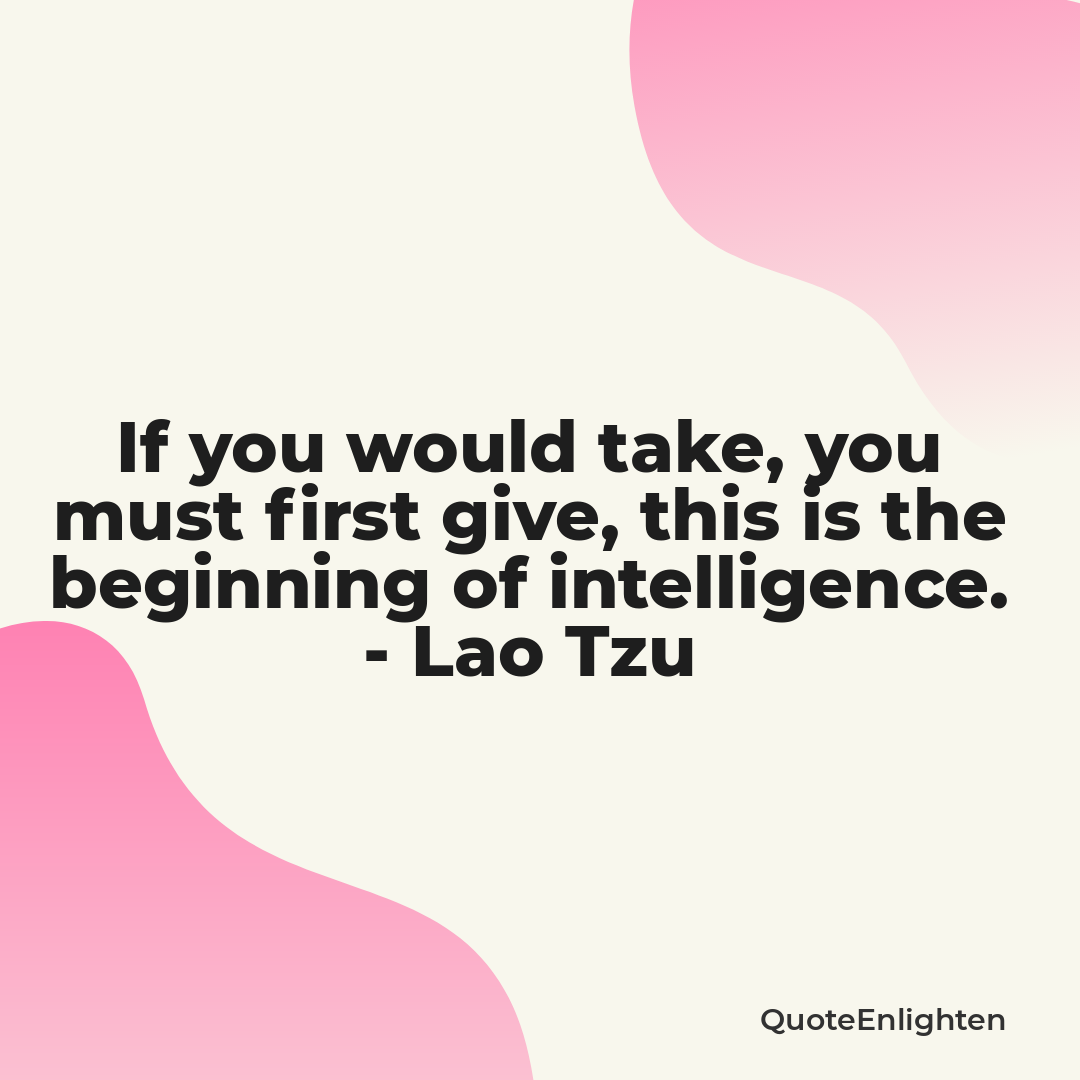 If you would take, you
must first give, this is the
beginning of intelligence.
- Lao Tzu
QuoteEnlighten